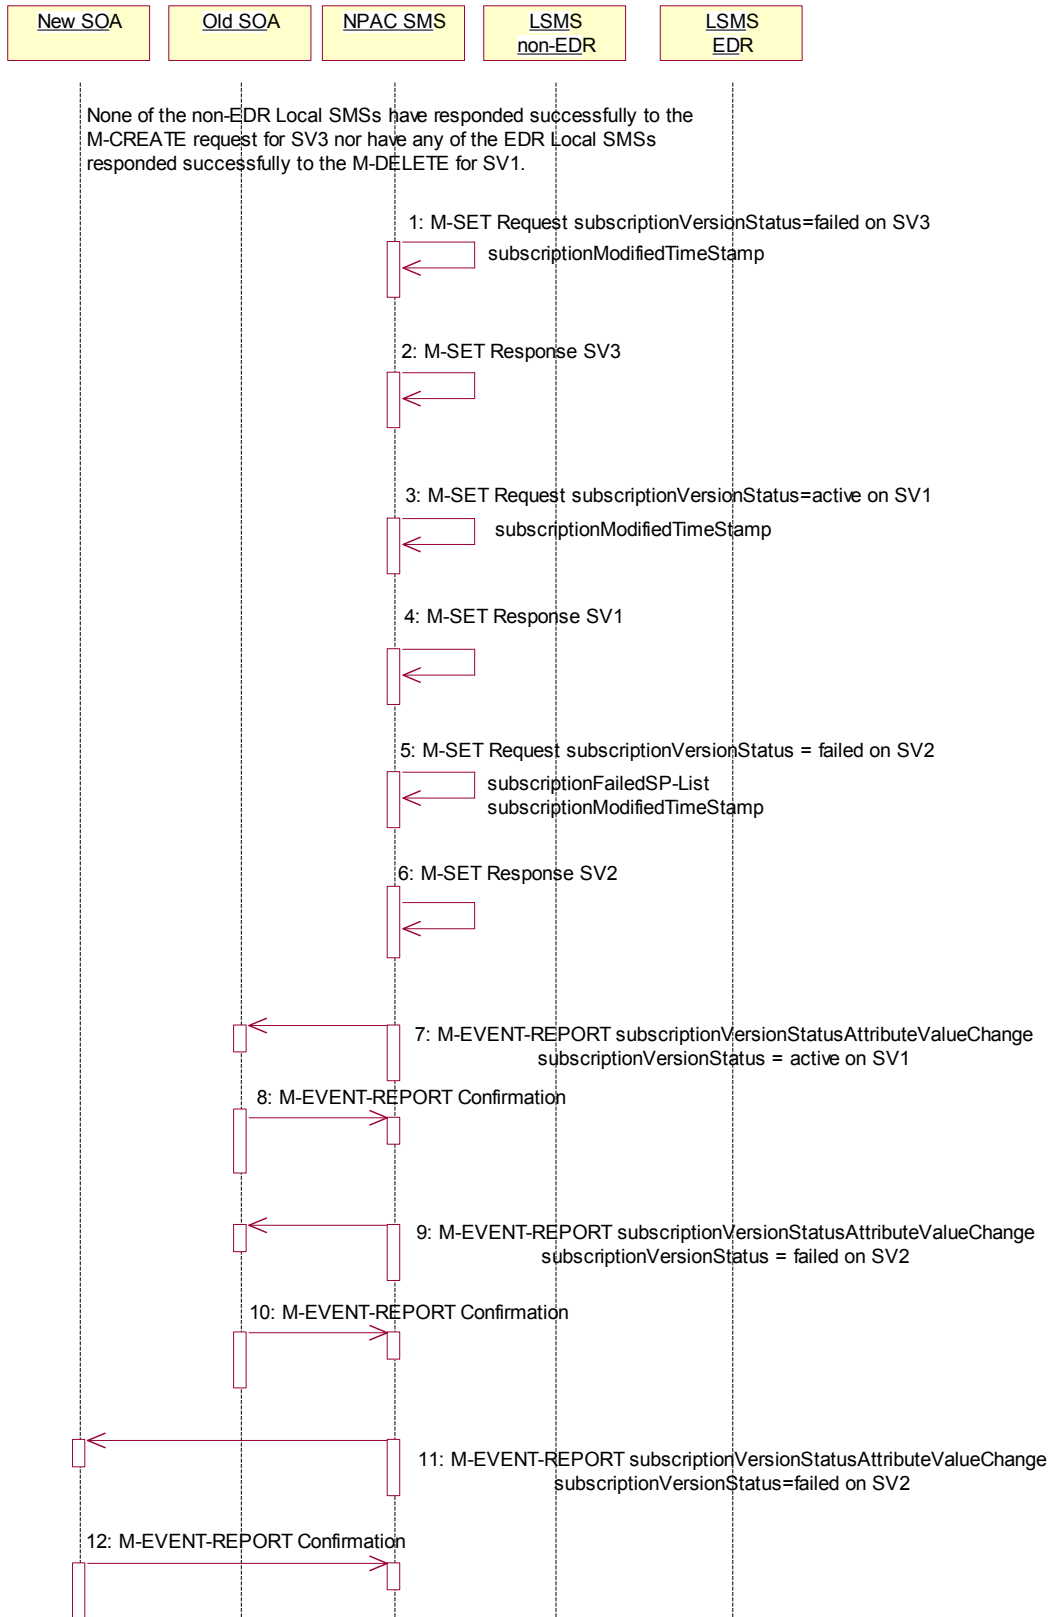 New SOA
Old SOA
NPAC SMS
LSMS
non-EDR
LSMS
EDR
None of the non-EDR Local SMSs have responded successfully to the
M-CREATE request for SV3 nor have any of the EDR Local SMSs
responded successfully to the M-DELETE for SV1.
1: M-SET Request subscriptionVersionStatus=failed on SV3
subscriptionModifiedTimeStamp
2: M-SET Response SV3
3: M-SET Request subscriptionVersionStatus=active on SV1
subscriptionModifiedTimeStamp
4: M-SET Response SV1
5: M-SET Request subscriptionVersionStatus = failed on SV2
subscriptionFailedSP-List
subscriptionModifiedTimeStamp
6: M-SET Response SV2
7: M-EVENT-REPORT subscriptionVersionStatusAttributeValueChange
subscriptionVersionStatus = active on SV1
8: M-EVENT-REPORT Confirmation
9: M-EVENT-REPORT subscriptionVersionStatusAttributeValueChange
subscriptionVersionStatus = failed on SV2
10: M-EVENT-REPORT Confirmation
11: M-EVENT-REPORT subscriptionVersionStatusAttributeValueChange
subscriptionVersionStatus=failed on SV2
12: M-EVENT-REPORT Confirmation